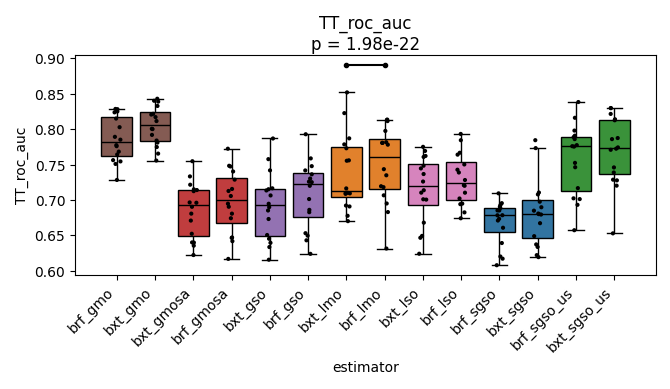 TT_roc_auc
p = 1.98e-22
0.90
0.85
0.80
0.75
0.70
0.65
0.60
TT_roc_auc
brf_gmo
bxt_gmo
bxt_gmosa
brf_gmosa
bxt_gso
brf_gso
bxt_lmo
brf_lmo
bxt_lso
brf_lso
brf_sgso
bxt_sgso
brf_sgso_us
bxt_sgso_us
estimator